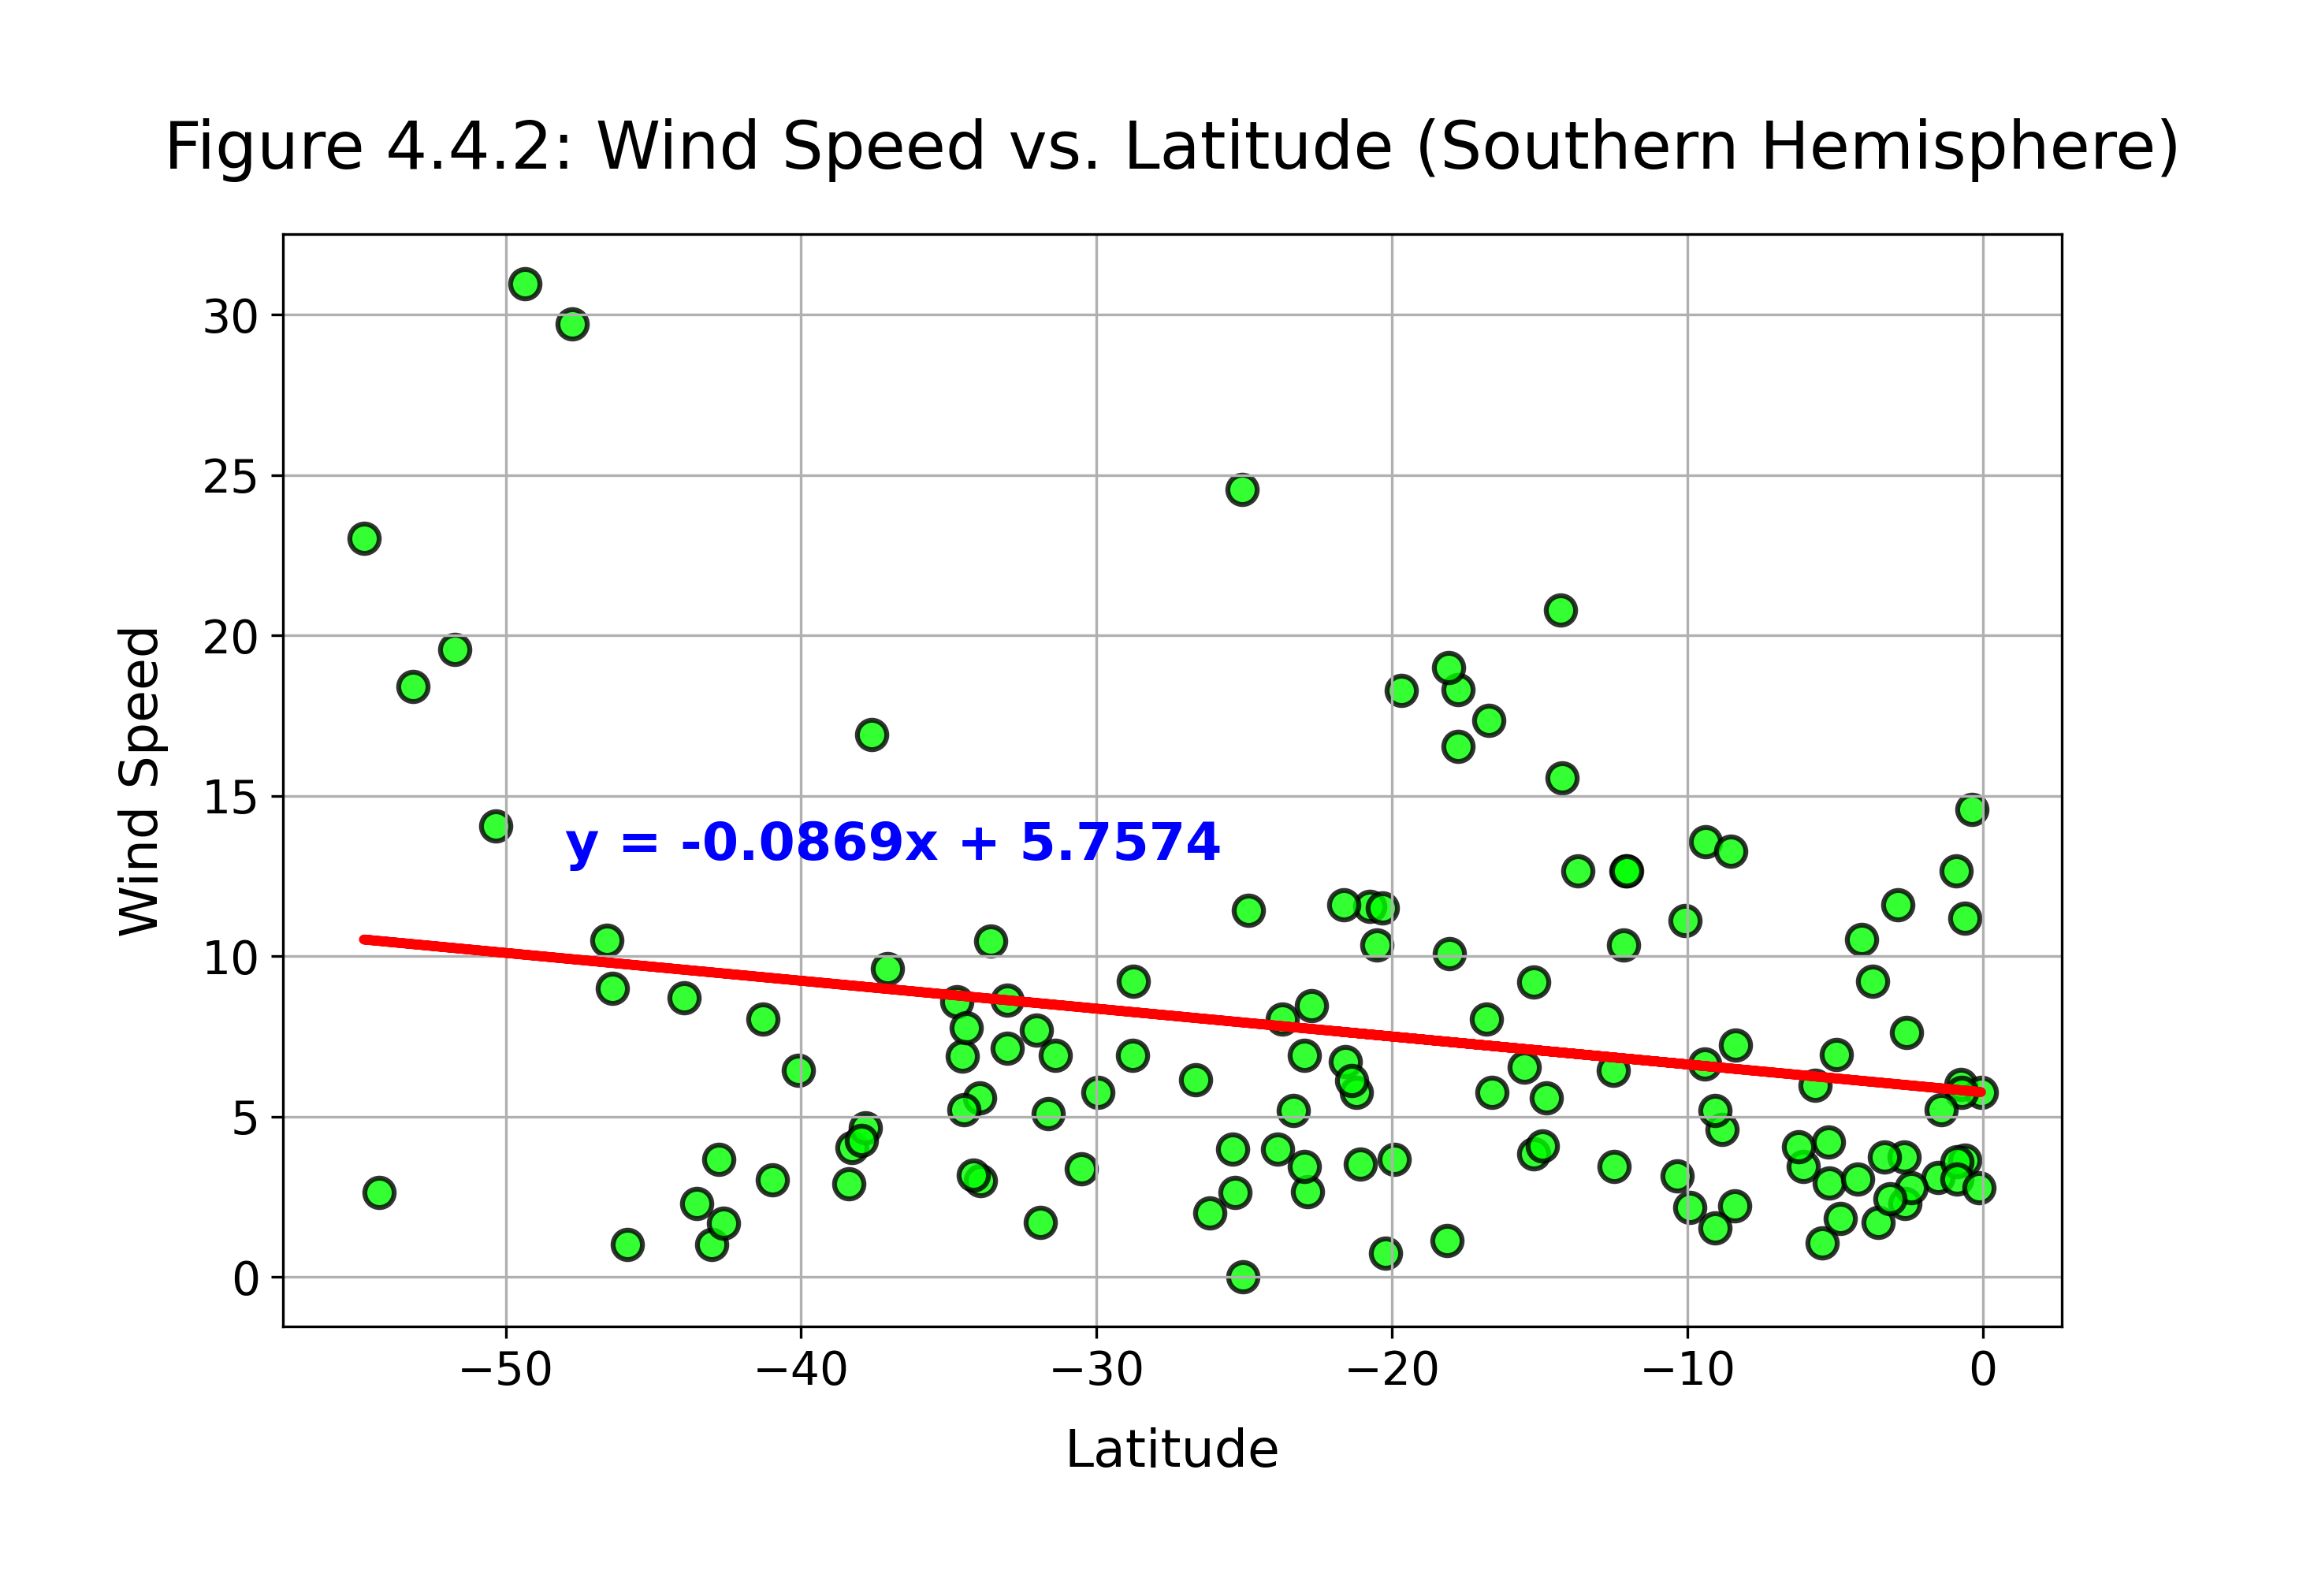 Figure 4.4.2: Wind Speed vs. Latitude (Southern Hemisphere)
30
25
20
15
10
5
0
Wind Speed
y = -0.0869x + 5.7574
−50 −40 −30 −20 −10 0
Latitude